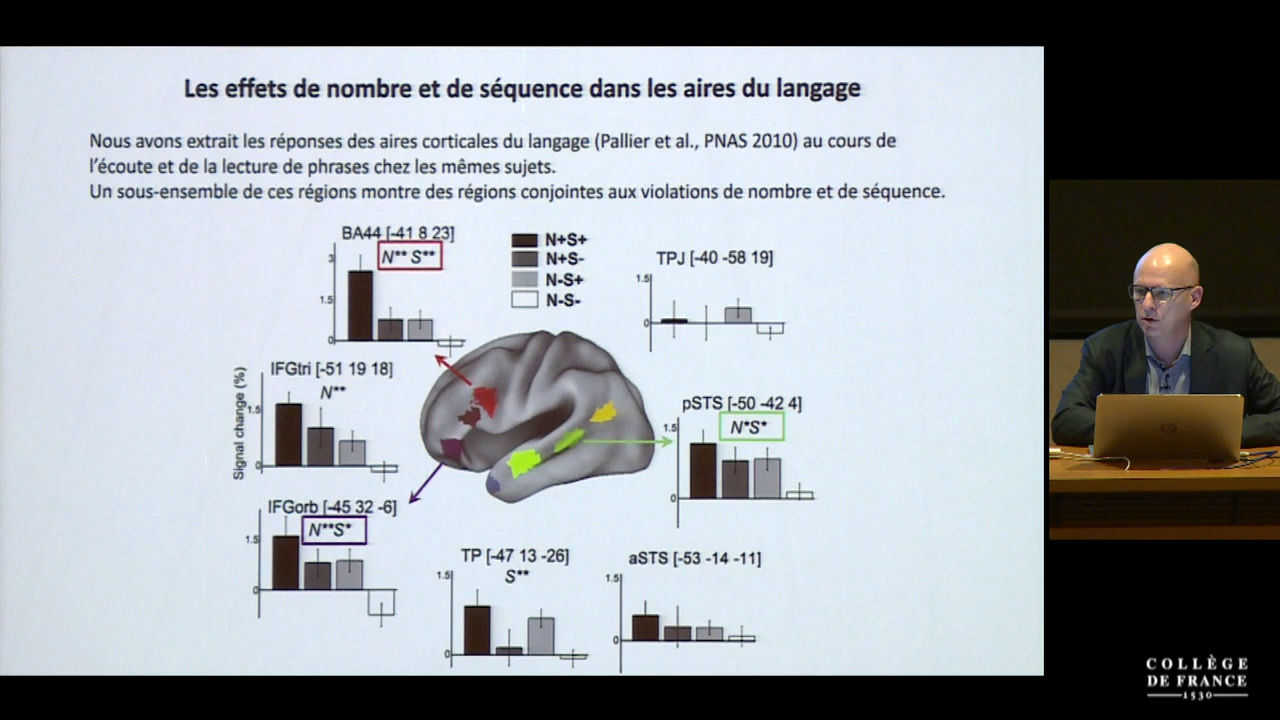 Les effets de nombre et de séquence dans les aires du langage
Nous avons extrait les réponses des aires corticales du langage (Pallier et al., PNAS 2010) au cours de
l'écoute et de la lecture de phrases chez les mêmes sujets.
Un sous-ensemble de ces régions montre des régions conjointes aux violations de nombre et de séquence.
BA44 [-41 8 23]
N** S**
3
1.5
0
N+S+
N+S-
N-S+
N-S-
TPJ [-40 -58 19]
1.5
0
IFGtri [-51 19 18]
N**
Signal change (%)
1.5
0
pSTS [-50 -42 4]
N*S*
1.5
0
IFGorb [-45 32 -6]
N**S*
1.5
0
TP [-47 13 -26]
S**
1.5
0
aSTS [-53 -14 -11]
1.5
0
COLLÈGE
DE FRANCE
1530